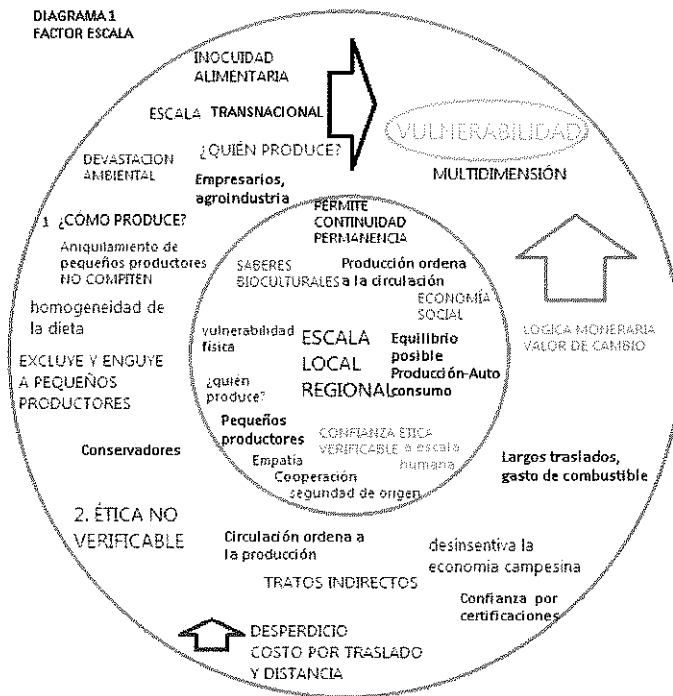 DIAGRAMA 1
FACTOR ESCALA
INOCUIDAD
ALIMENTARIA
ESCALA TRANSNACIONAL
VULNERABILIDAD
¿QUIÉN PRODUCE?
DEVASTACION
AMBIENTAL
MULTIDIMENSIÓN
Empresarios,
agroindustria
1 ¿CÓMO PRODUCE?
PERMITE
CONTINUIDAD
PERMANENCIA
Aniquilamiento de
pequeños productores
NO COMPITEN
SABERES
BIOCULTURALES
Producción ordena
a la circulación
homogeneidad de
la dieta
ECONOMÍA
SOCIAL
vulnerabilidad
física
ESCALA
LOCAL
REGIONAL
Equilibrio
posible
Producción-Auto
consumo
LOGICA MONERARIA
VALOR DE CAMBIO
EXCLUYE Y ENGUYE
A PEQUEÑOS
PRODUCTORES
¿quién
produce?
Pequeños
productores
CONFIANZA ETICA
VERIFICABLE a escala
humana
Conservadores
Empatía
Cooperación
segundad de origen
Largos traslados,
gasto de combustible
2. ÉTICA NO
VERIFICABLE
Circulación ordena a
la producción
desinsentiva la
economía campesina
TRATOS INDIRECTOS
Confianza por
certificaciones
DESPERDICIO
COSTO POR TRASLADO
Y DISTANCIA